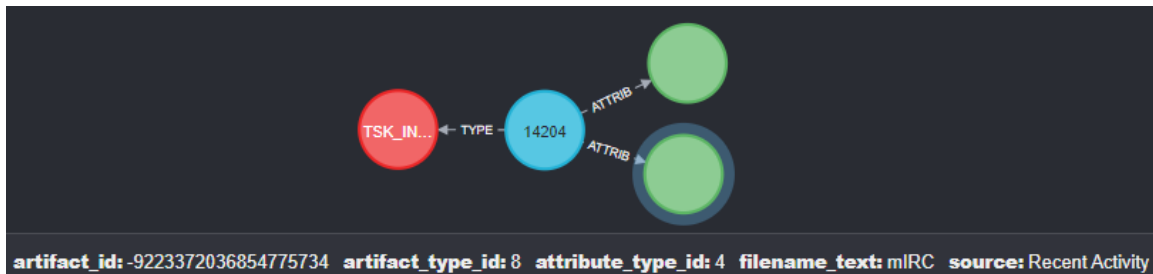 ATTRIB
TSK_IN...
TYPE
14204
ATTRIB
artifact_id: -9223372036854775734 artifact_type_id: 8 attribute_type_id: 4 filename_text: mIRC source: Recent Activity